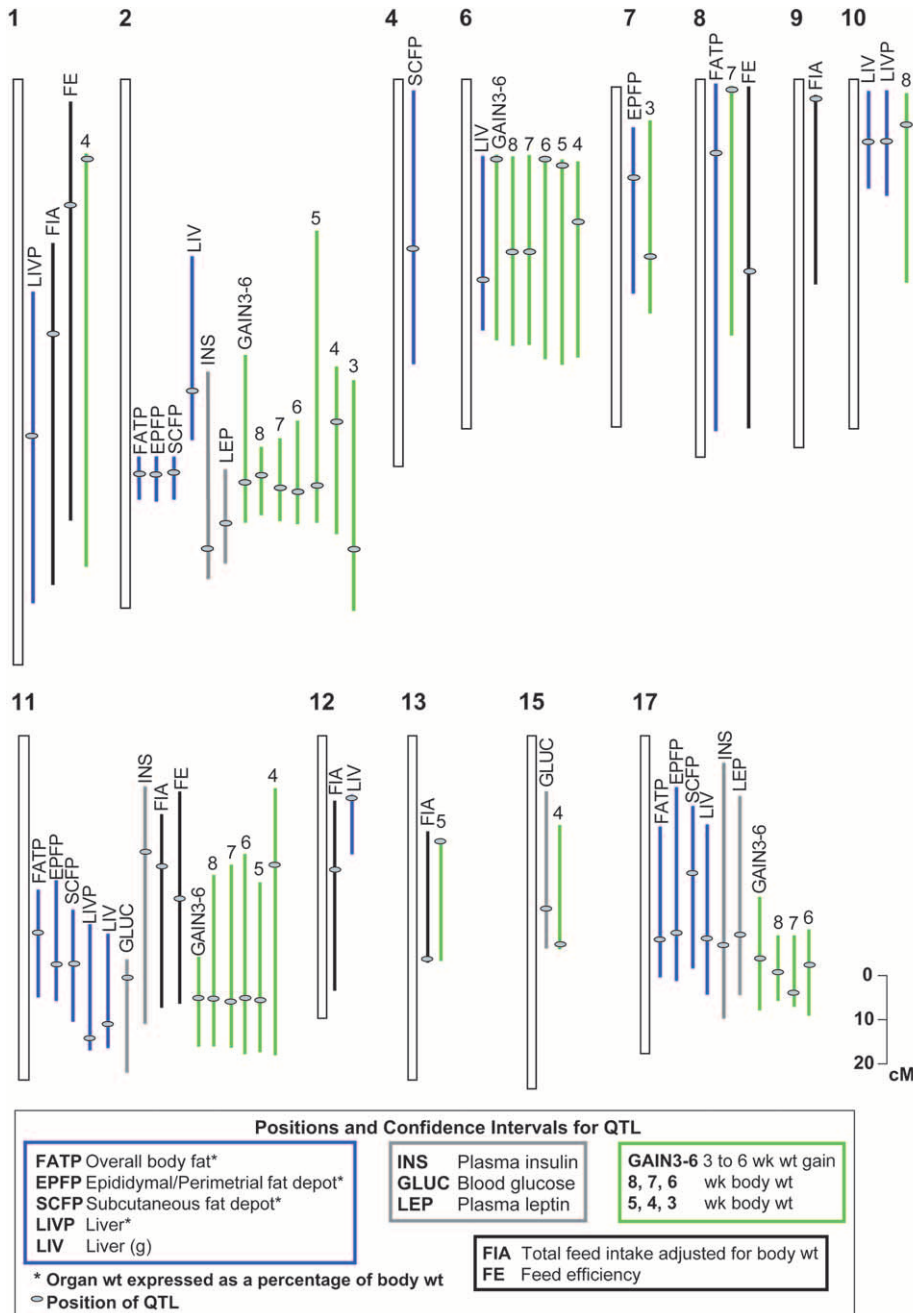 1 2 4 6 7 8 9 10
LIVP FIA FE 4
FATP EPFP SCFP LIV INS LEP GAIN3-6 8 7 6 5 4 3
SCFP
LIV GAIN3-6 8 7 6 5 4
EPFP 3
FATP 7 FE
FIA
LIV LIVP 8
11 12 13 15 17
FATP EPFP SCFP LIVP LIV GLUC INS FIA FE GAIN3-6 8 7 6 5 4
FIA LIV
FIA 5
GLUC 4
FATP EPFP SCFP LIV INS LEP GAIN3-6 8 7 6
0
10
20
cM
Positions and Confidence Intervals for QTL
FATP Overall body fat*
EPFP Epididymal/Perimetrial fat depot*
SCFP Subcutaneous fat depot*
LIVP Liver*
LIV Liver (g)
* Organ wt expressed as a percentage of body wt
Position of QTL
INS Plasma insulin
GLUC Blood glucose
LEP Plasma leptin
GAIN3-6 3 to 6 wk wt gain
8, 7, 6 wk body wt
5, 4, 3 wk body wt
FIA Total feed intake adjusted for body wt
FE Feed efficiency